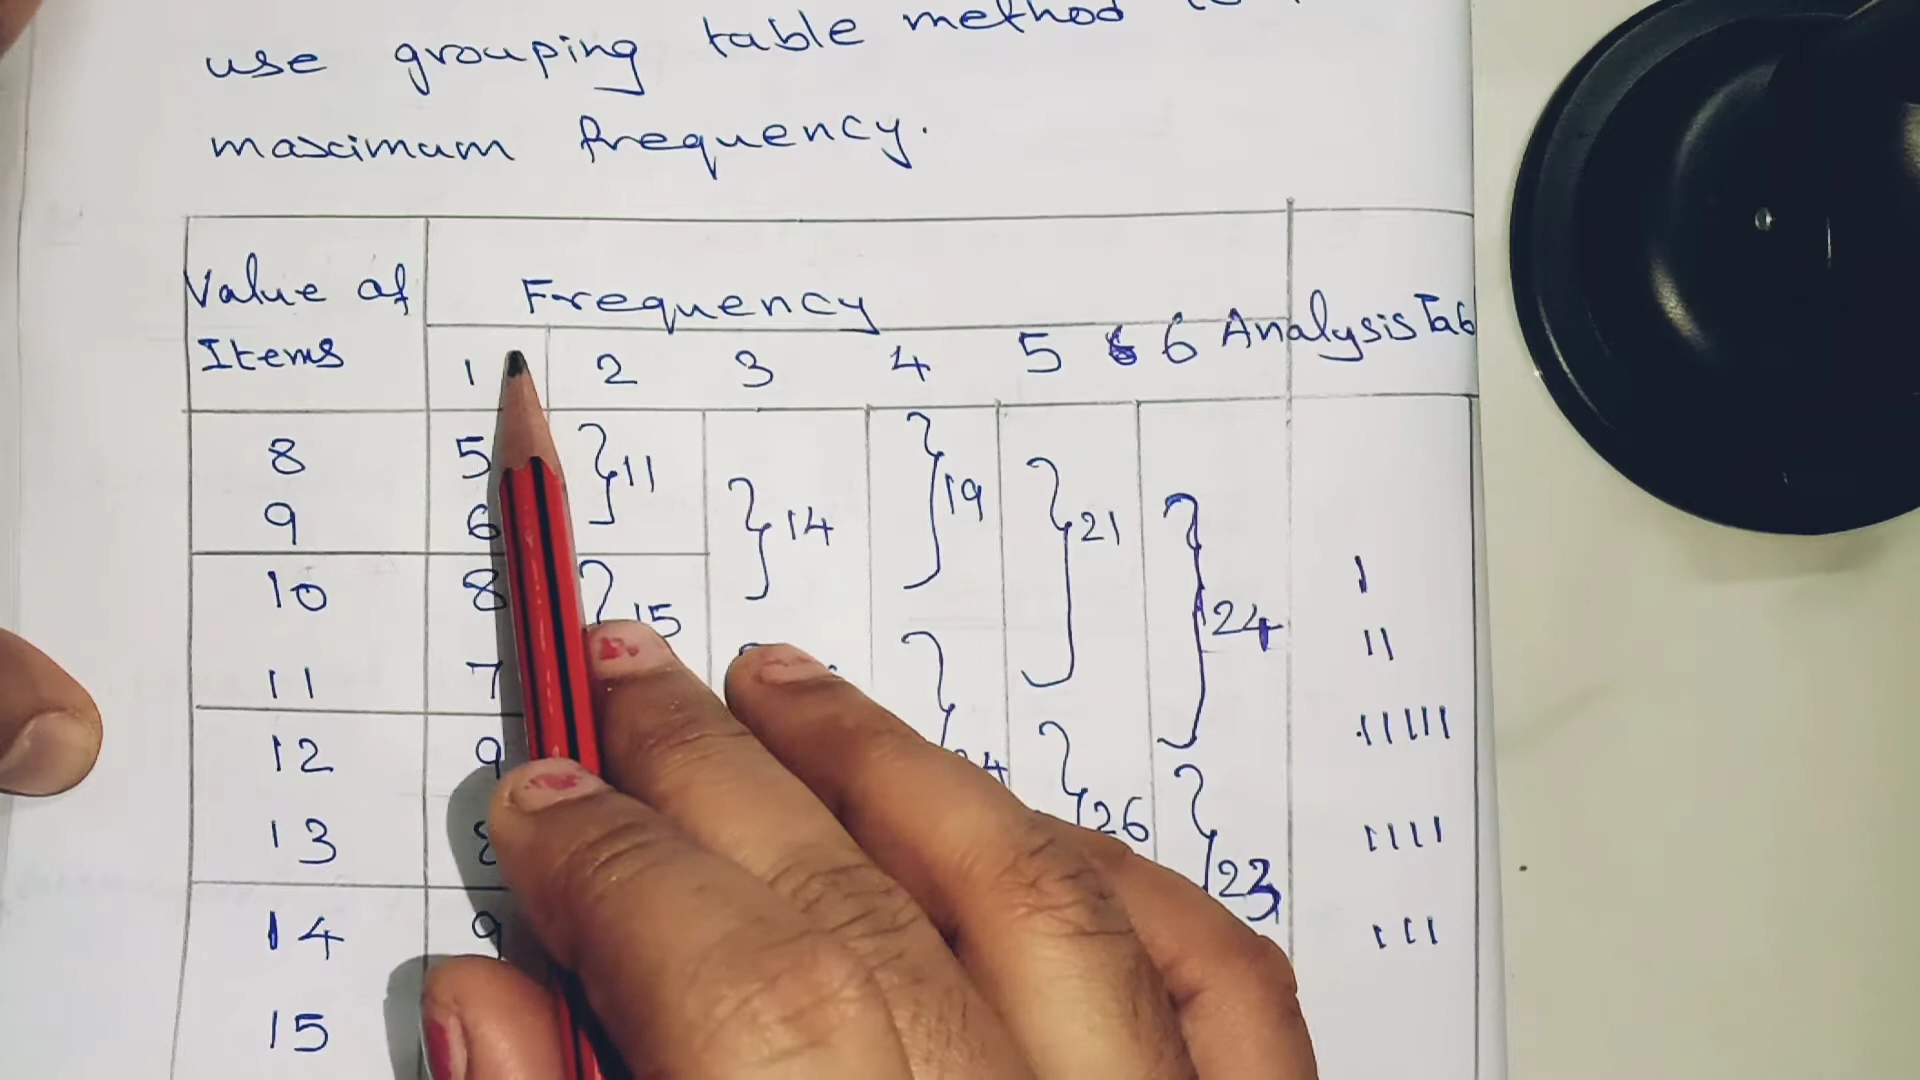 use grouping table method
maximum frequency.
Value of Items
Frequency
1 2 3 4 5 6 6 Analysis Tab
8 5 11 19
9 6 14 21
10 8 15 24 |
11 7 ||
12 9 |||||
13 8 26 23 ||||
14 9 |||
15